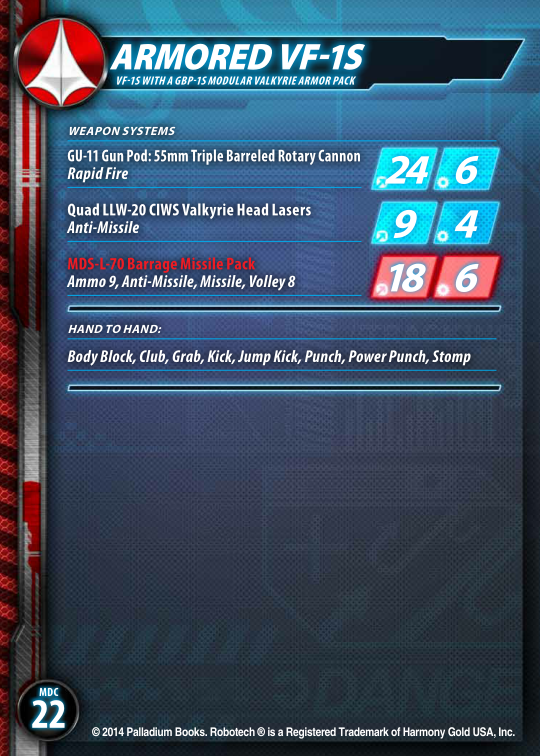 ARMORED VF-1S
VF-1S WITH A GBP-1S MODULAR VALKYRIE ARMOR PACK
WEAPON SYSTEMS
GU-11 Gun Pod: 55mm Triple Barreled Rotary Cannon
Rapid Fire
24 6
Quad LLW-20 CIWS Valkyrie Head Lasers
Anti-Missile
9 4
MDS-L-70 Barrage Missile Pack
Ammo 9, Anti-Missile, Missile, Volley 8
18 6
HAND TO HAND:
Body Block, Club, Grab, Kick, Jump Kick, Punch, Power Punch, Stomp
MDC
22
© 2014 Palladium Books. Robotech ® is a Registered Trademark of Harmony Gold USA, Inc.